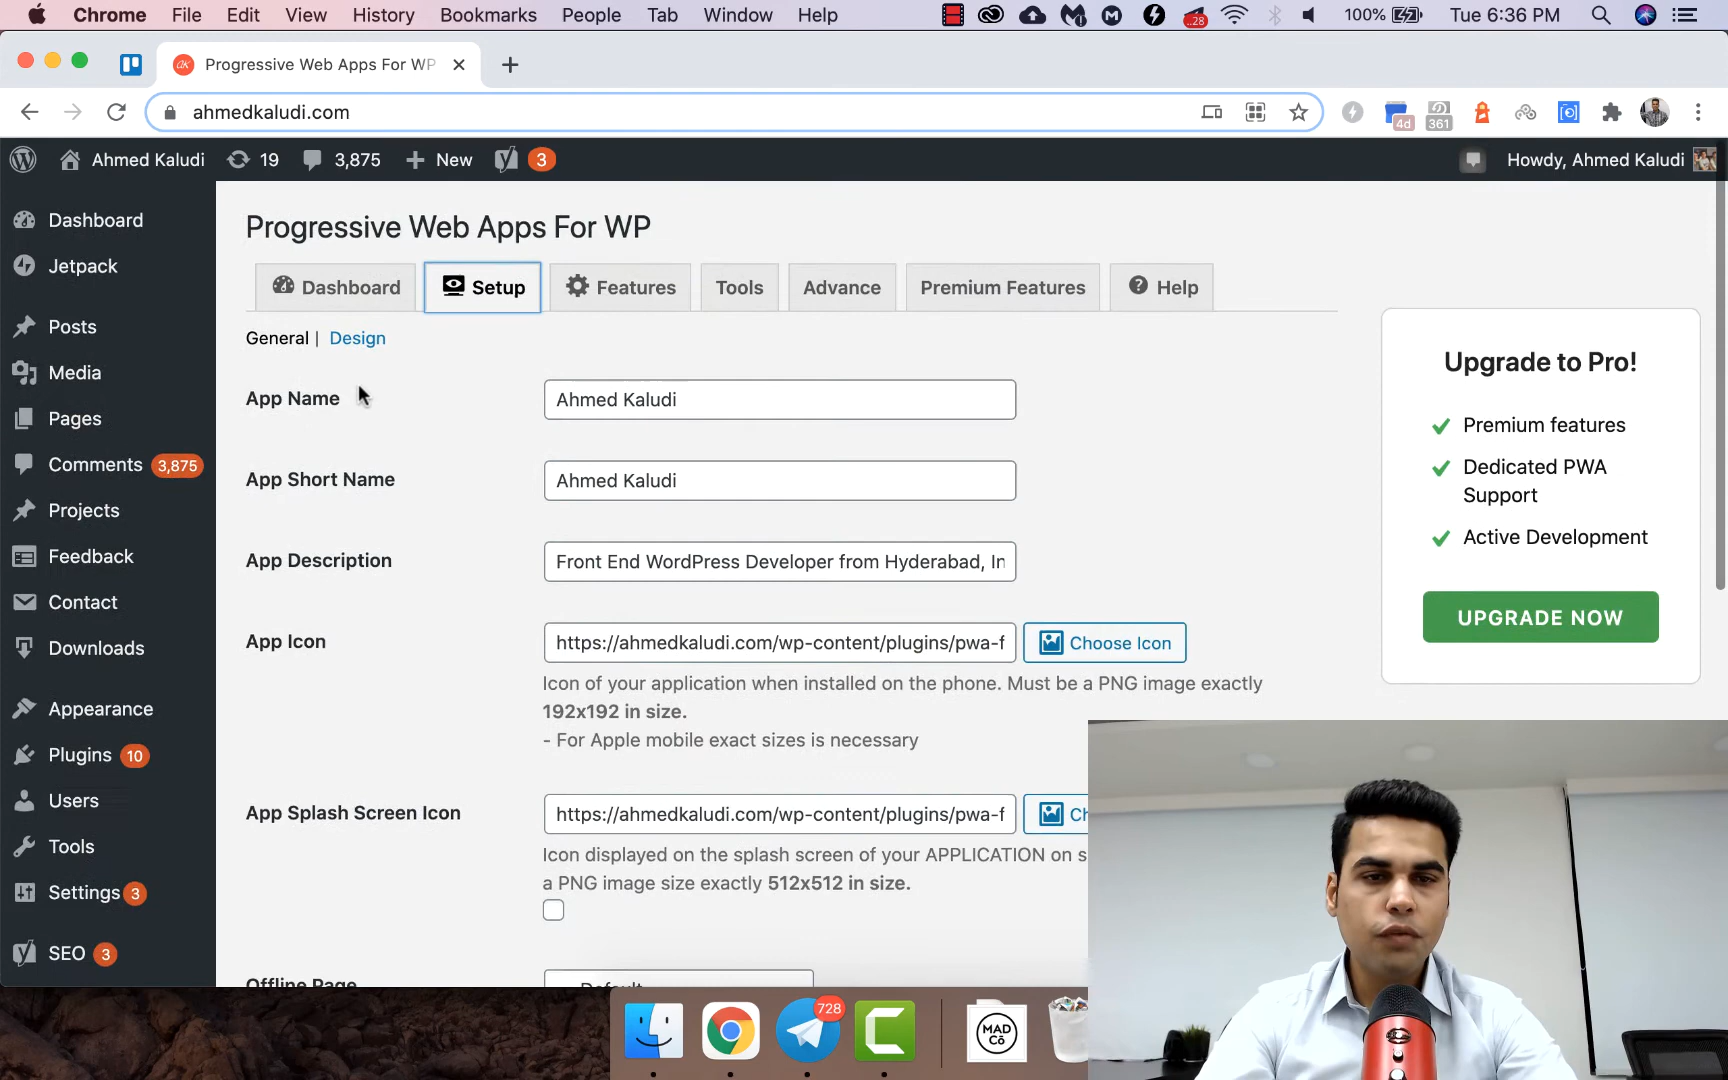 Chrome File Edit View History Bookmarks People Tab Window Help
..28 100% Tue 6:36 PM
Progressive Web Apps For WP
ahmedkaludi.com
4d 361
Ahmed Kaludi 19 3,875 New 3
Howdy, Ahmed Kaludi
Dashboard
Jetpack
Posts
Media
Pages
Comments 3,875
Projects
Feedback
Contact
Downloads
Appearance
Plugins 10
Users
Tools
Settings 3
SEO 3
Progressive Web Apps For WP
Dashboard Setup Features Tools Advance Premium Features Help
General | Design
App Name Ahmed Kaludi
App Short Name Ahmed Kaludi
App Description Front End WordPress Developer from Hyderabad, In
App Icon https://ahmedkaludi.com/wp-content/plugins/pwa-f Choose Icon
Icon of your application when installed on the phone. Must be a PNG image exactly
192x192 in size.
- For Apple mobile exact sizes is necessary
App Splash Screen Icon https://ahmedkaludi.com/wp-content/plugins/pwa-f Ch
Icon displayed on the splash screen of your APPLICATION on s
a PNG image size exactly 512x512 in size.
Offline Page Default
Upgrade to Pro!
Premium features
Dedicated PWA
Support
Active Development
UPGRADE NOW
728
MAD
Cō